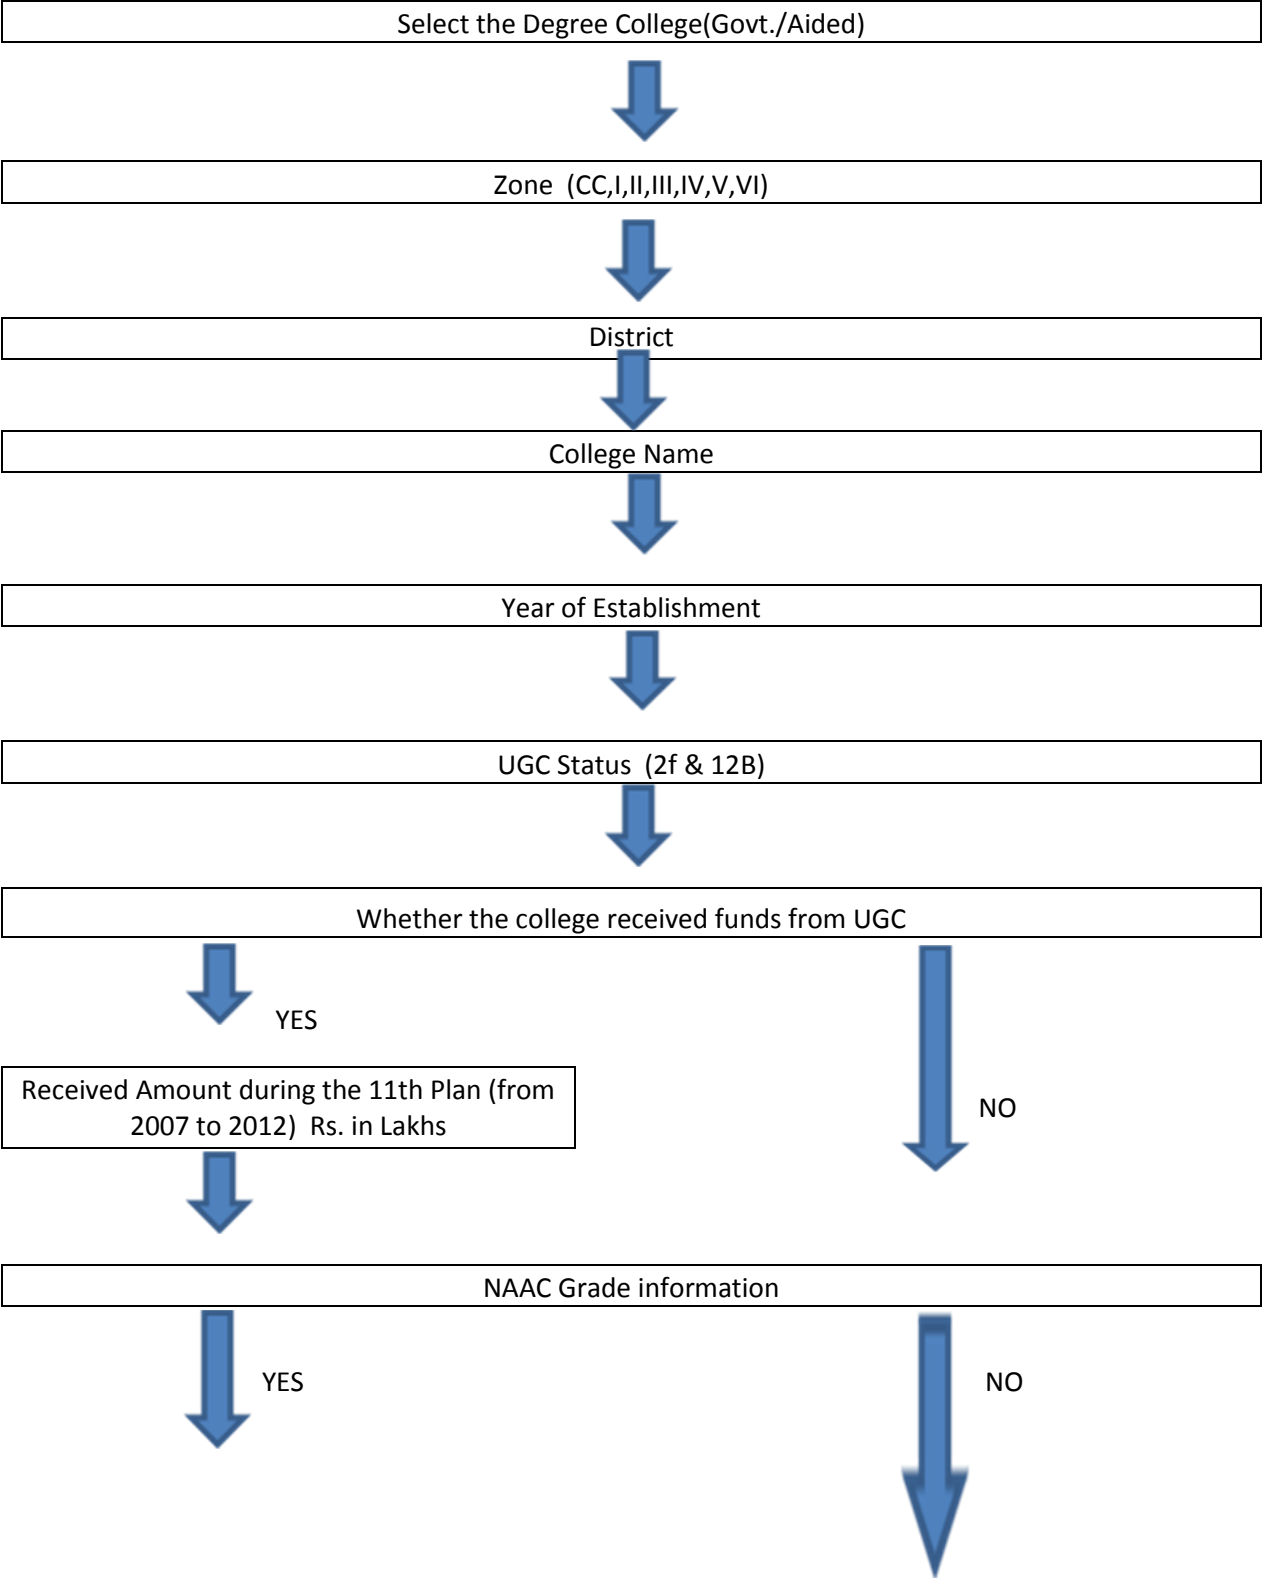 Select the Degree College(Govt./Aided)
Zone  (CC,I,II,III,IV,V,VI)
District
College Name
Year of Establishment
UGC Status  (2f & 12B)
Whether the college received funds from UGC
YES
Received Amount during the 11th Plan (from
2007 to 2012)  Rs. in Lakhs
NO
NAAC Grade information
YES
NO